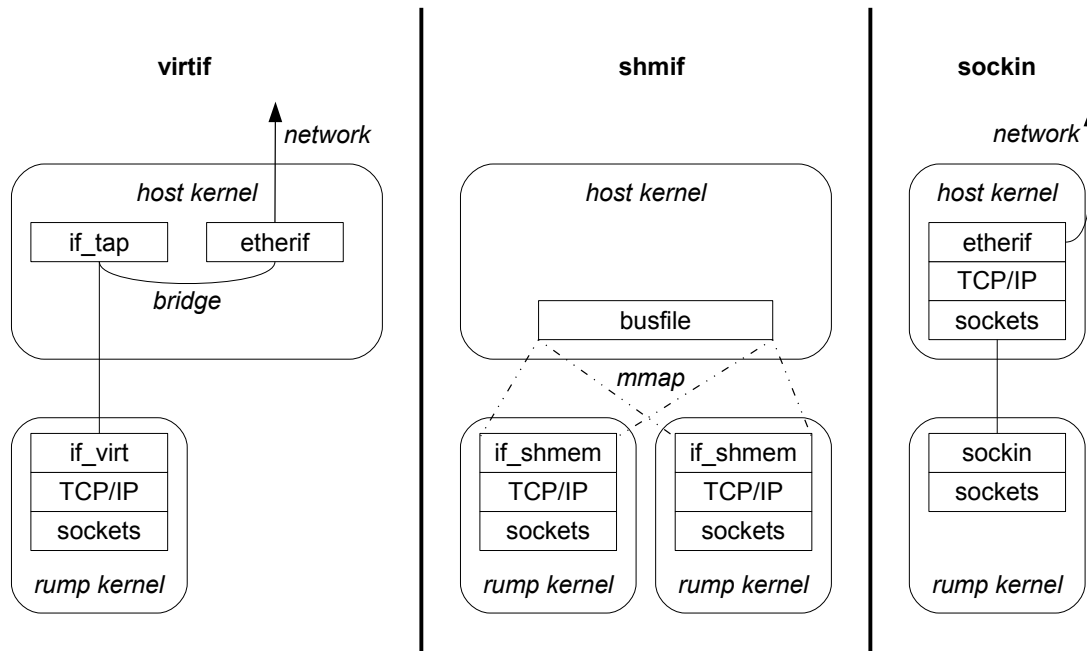 virtif
network
host kernel
if_tap
etherif
bridge
if_virt
TCP/IP
sockets
rump kernel
shmif
host kernel
busfile
mmap
if_shmem
TCP/IP
sockets
rump kernel
if_shmem
TCP/IP
sockets
rump kernel
sockin
network
host kernel
etherif
TCP/IP
sockets
sockin
sockets
rump kernel